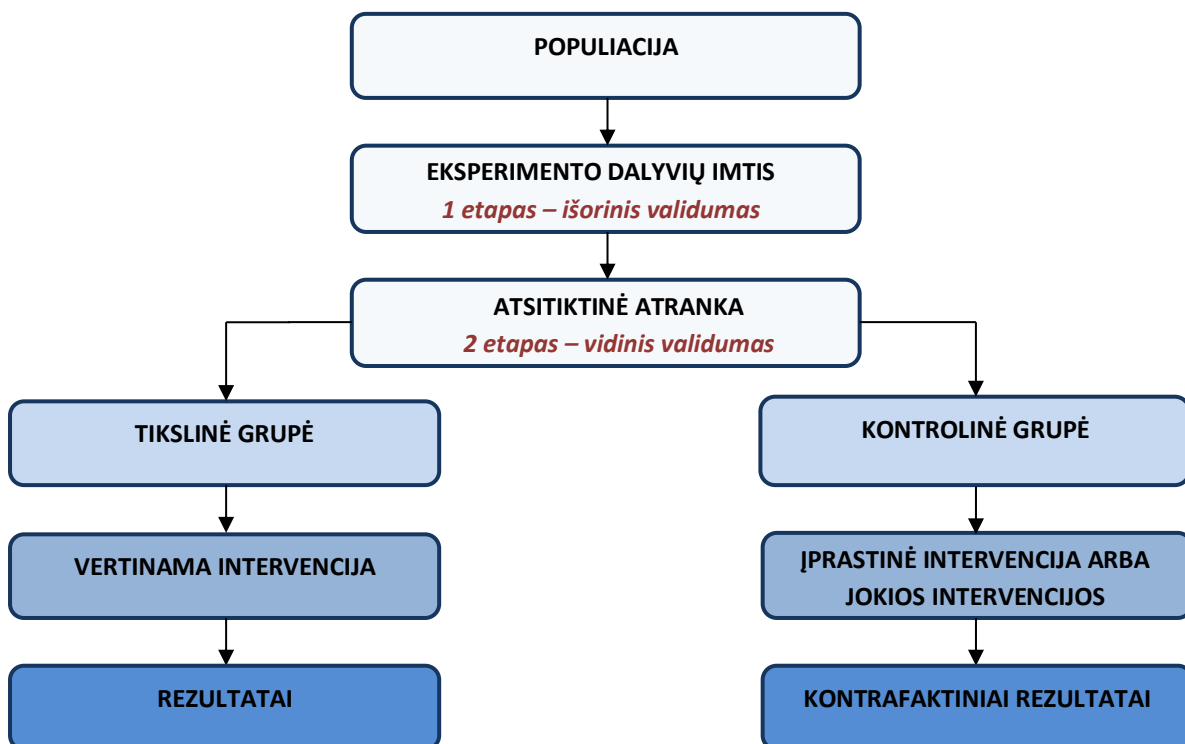 POPULIACIJA
EKSPERIMENTO DALYVIŲ IMTIS
1 etapas – išorinis validumas
ATSITIKTINĖ ATRANKA
2 etapas – vidinis validumas
TIKSLINĖ GRUPĖ
KONTROLINĖ GRUPĖ
VERTINAMA INTERVENCIJA
ĮPRASTINĖ INTERVENCIJA ARBA
JOKIOS INTERVENCIJOS
REZULTATAI
KONTRAFAKTINIAI REZULTATAI